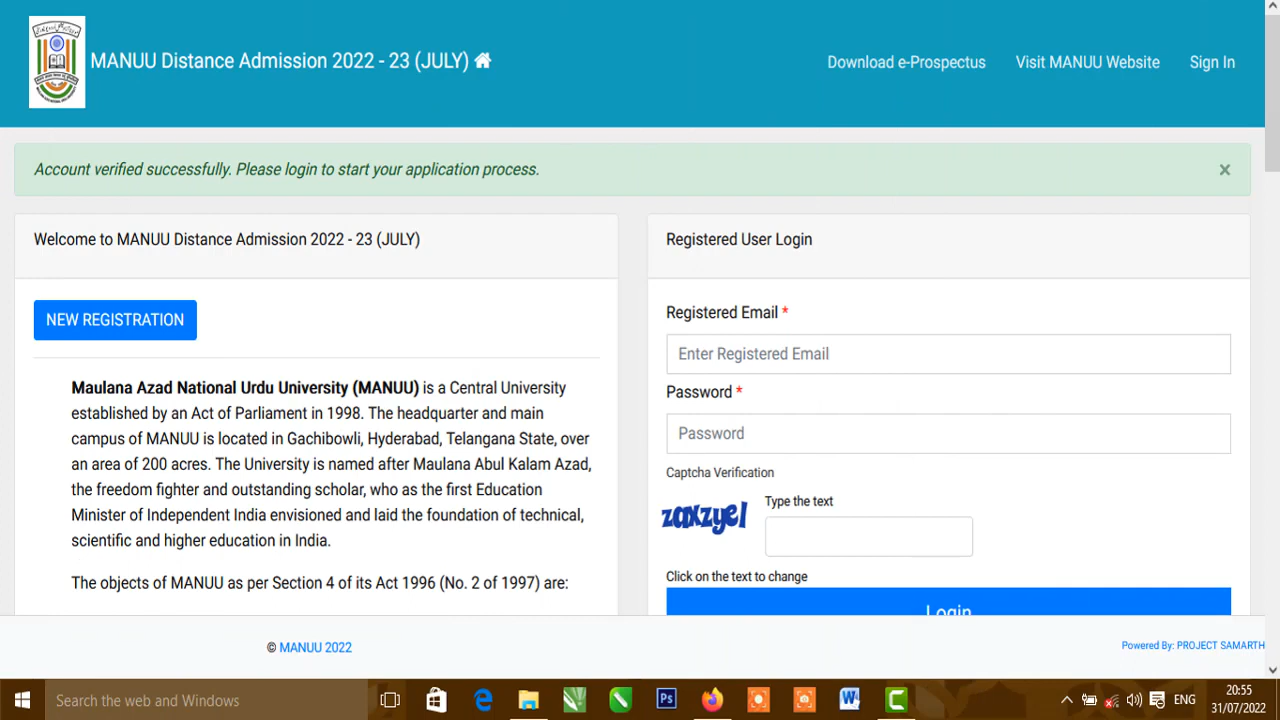 MANUU Distance Admission 2022 - 23 (JULY)
Download e-Prospectus
Visit MANUU Website
Sign In
Account verified successfully. Please login to start your application process.
×
Welcome to MANUU Distance Admission 2022 - 23 (JULY)
NEW REGISTRATION
Maulana Azad National Urdu University (MANUU) is a Central University
established by an Act of Parliament in 1998. The headquarter and main
campus of MANUU is located in Gachibowli, Hyderabad, Telangana State, over
an area of 200 acres. The University is named after Maulana Abul Kalam Azad,
the freedom fighter and outstanding scholar, who as the first Education
Minister of Independent India envisioned and laid the foundation of technical,
scientific and higher education in India.
The objects of MANUU as per Section 4 of its Act 1996 (No. 2 of 1997) are:
Registered User Login
Registered Email *
Enter Registered Email
Password *
Password
Captcha Verification
zaxzyel
Type the text
Click on the text to change
Login
© MANUU 2022
Powered By: PROJECT SAMARTH
Search the web and Windows
Ps
W
C
ENG
20:55
31/07/2022